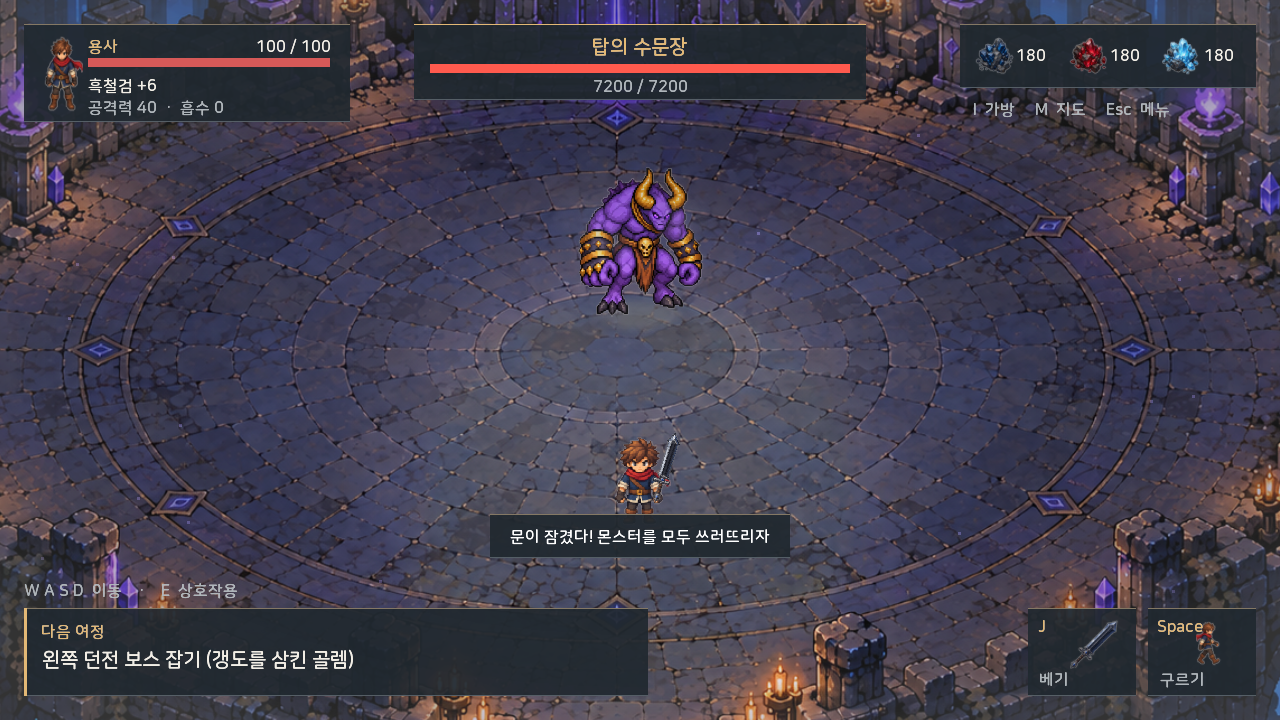 용사 100 / 100
흑철검 +6
공격력 40 · 흡수 0
탑의 수문장
7200 / 7200
180 180 180
I 가방 M 지도 Esc 메뉴
문이 잠겼다! 몬스터를 모두 쓰러뜨리자
W A S D 이동 · E 상호작용
다음 여정
왼쪽 던전 보스 잡기 (갱도를 삼킨 골렘)
J
베기
Space
구르기